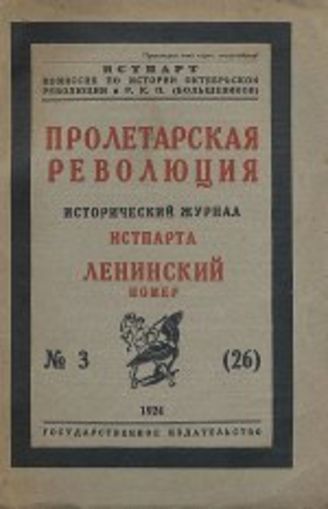 Пролетарии всех стран, соединяйтесь!
ИСТПАРТ
КОМИССИЯ ПО ИСТОРИИ ОКТЯБРЬСКОЙ
РЕВОЛЮЦИИ и Р. К. П. (БОЛЬШЕВИКОВ)
ПРОЛЕТАРСКАЯ
РЕВОЛЮЦИЯ
ИСТОРИЧЕСКИЙ ЖУРНАЛ
ИСТПАРТА
ЛЕНИНСКИЙ
НОМЕР
№ 3 (26)
1924
ГОСУДАРСТВЕННОЕ ИЗДАТЕЛЬСТВО